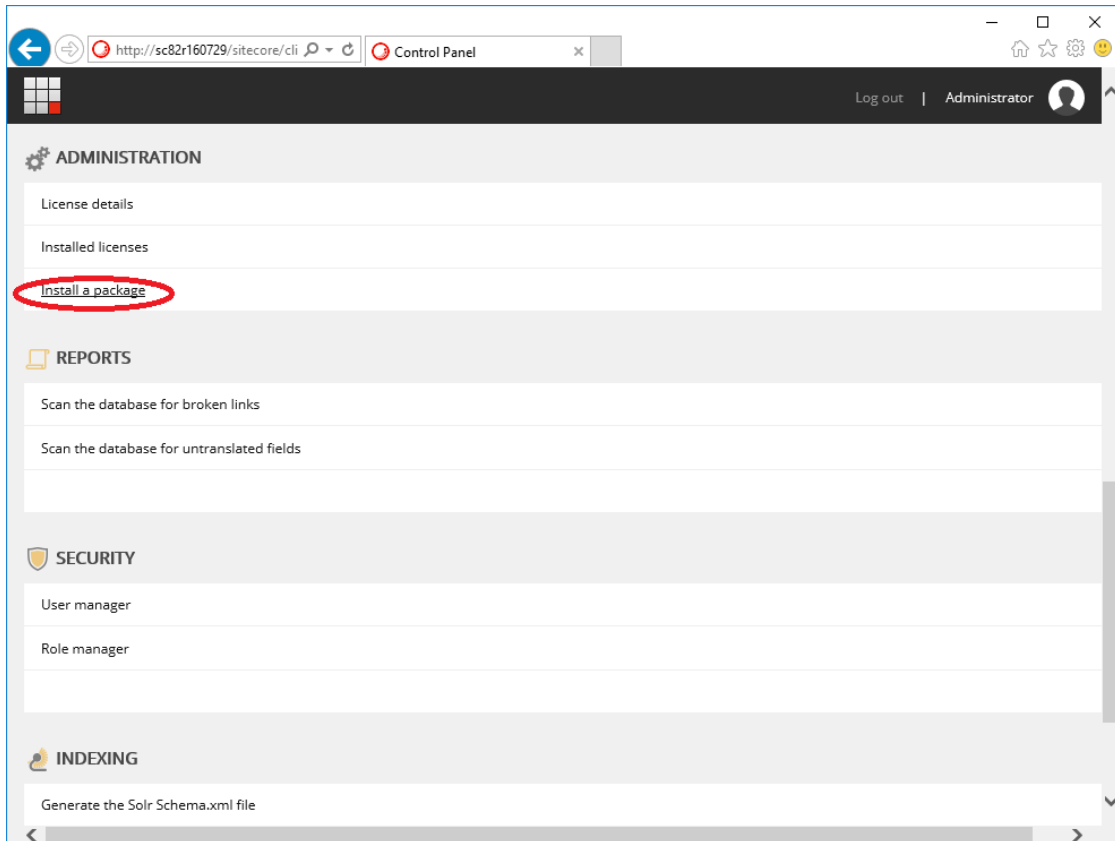 http://sc82r160729/sitecore/cli
Control Panel
Log out | Administrator
ADMINISTRATION
License details
Installed licenses
Install a package
REPORTS
Scan the database for broken links
Scan the database for untranslated fields
SECURITY
User manager
Role manager
INDEXING
Generate the Solr Schema.xml file